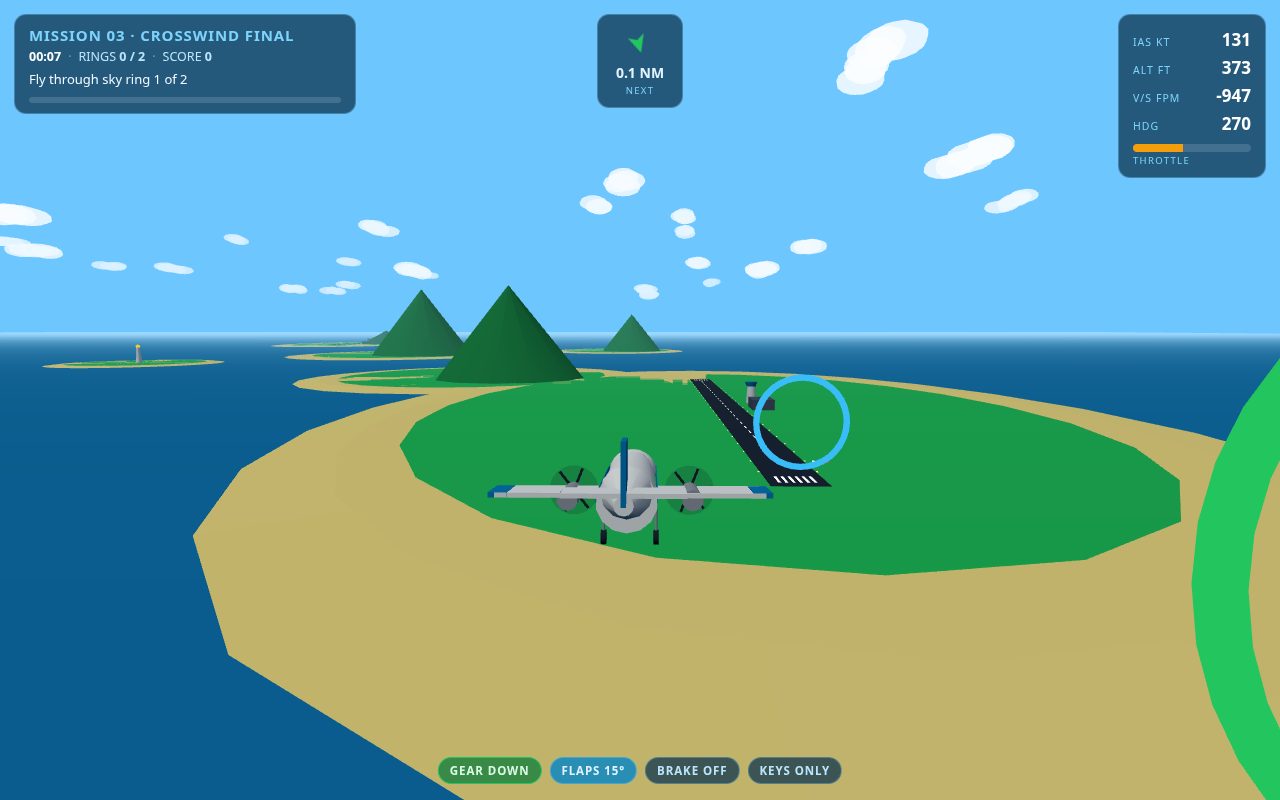 MISSION 03 · CROSSWIND FINAL
00:07 · RINGS 0 / 2 · SCORE 0
Fly through sky ring 1 of 2
0.1 NM
NEXT
IAS KT 131
ALT FT 373
V/S FPM -947
HDG 270
THROTTLE
GEAR DOWN
FLAPS 15°
BRAKE OFF
KEYS ONLY